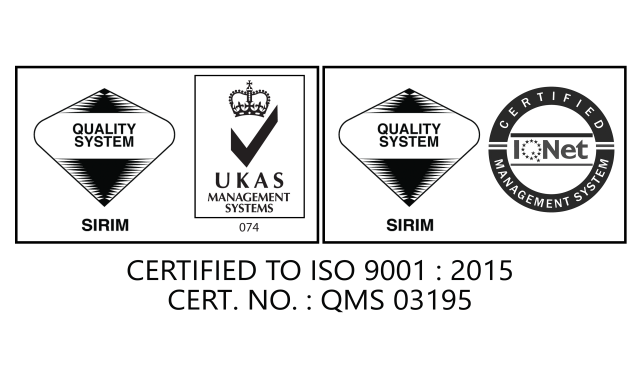 QUALITY
SYSTEM
SIRIM
UKAS
MANAGEMENT
SYSTEMS
074
QUALITY
SYSTEM
SIRIM
CERTIFIED
IQNet
MANAGEMENT SYSTEM
CERTIFIED TO ISO 9001 : 2015
CERT. NO. : QMS 03195